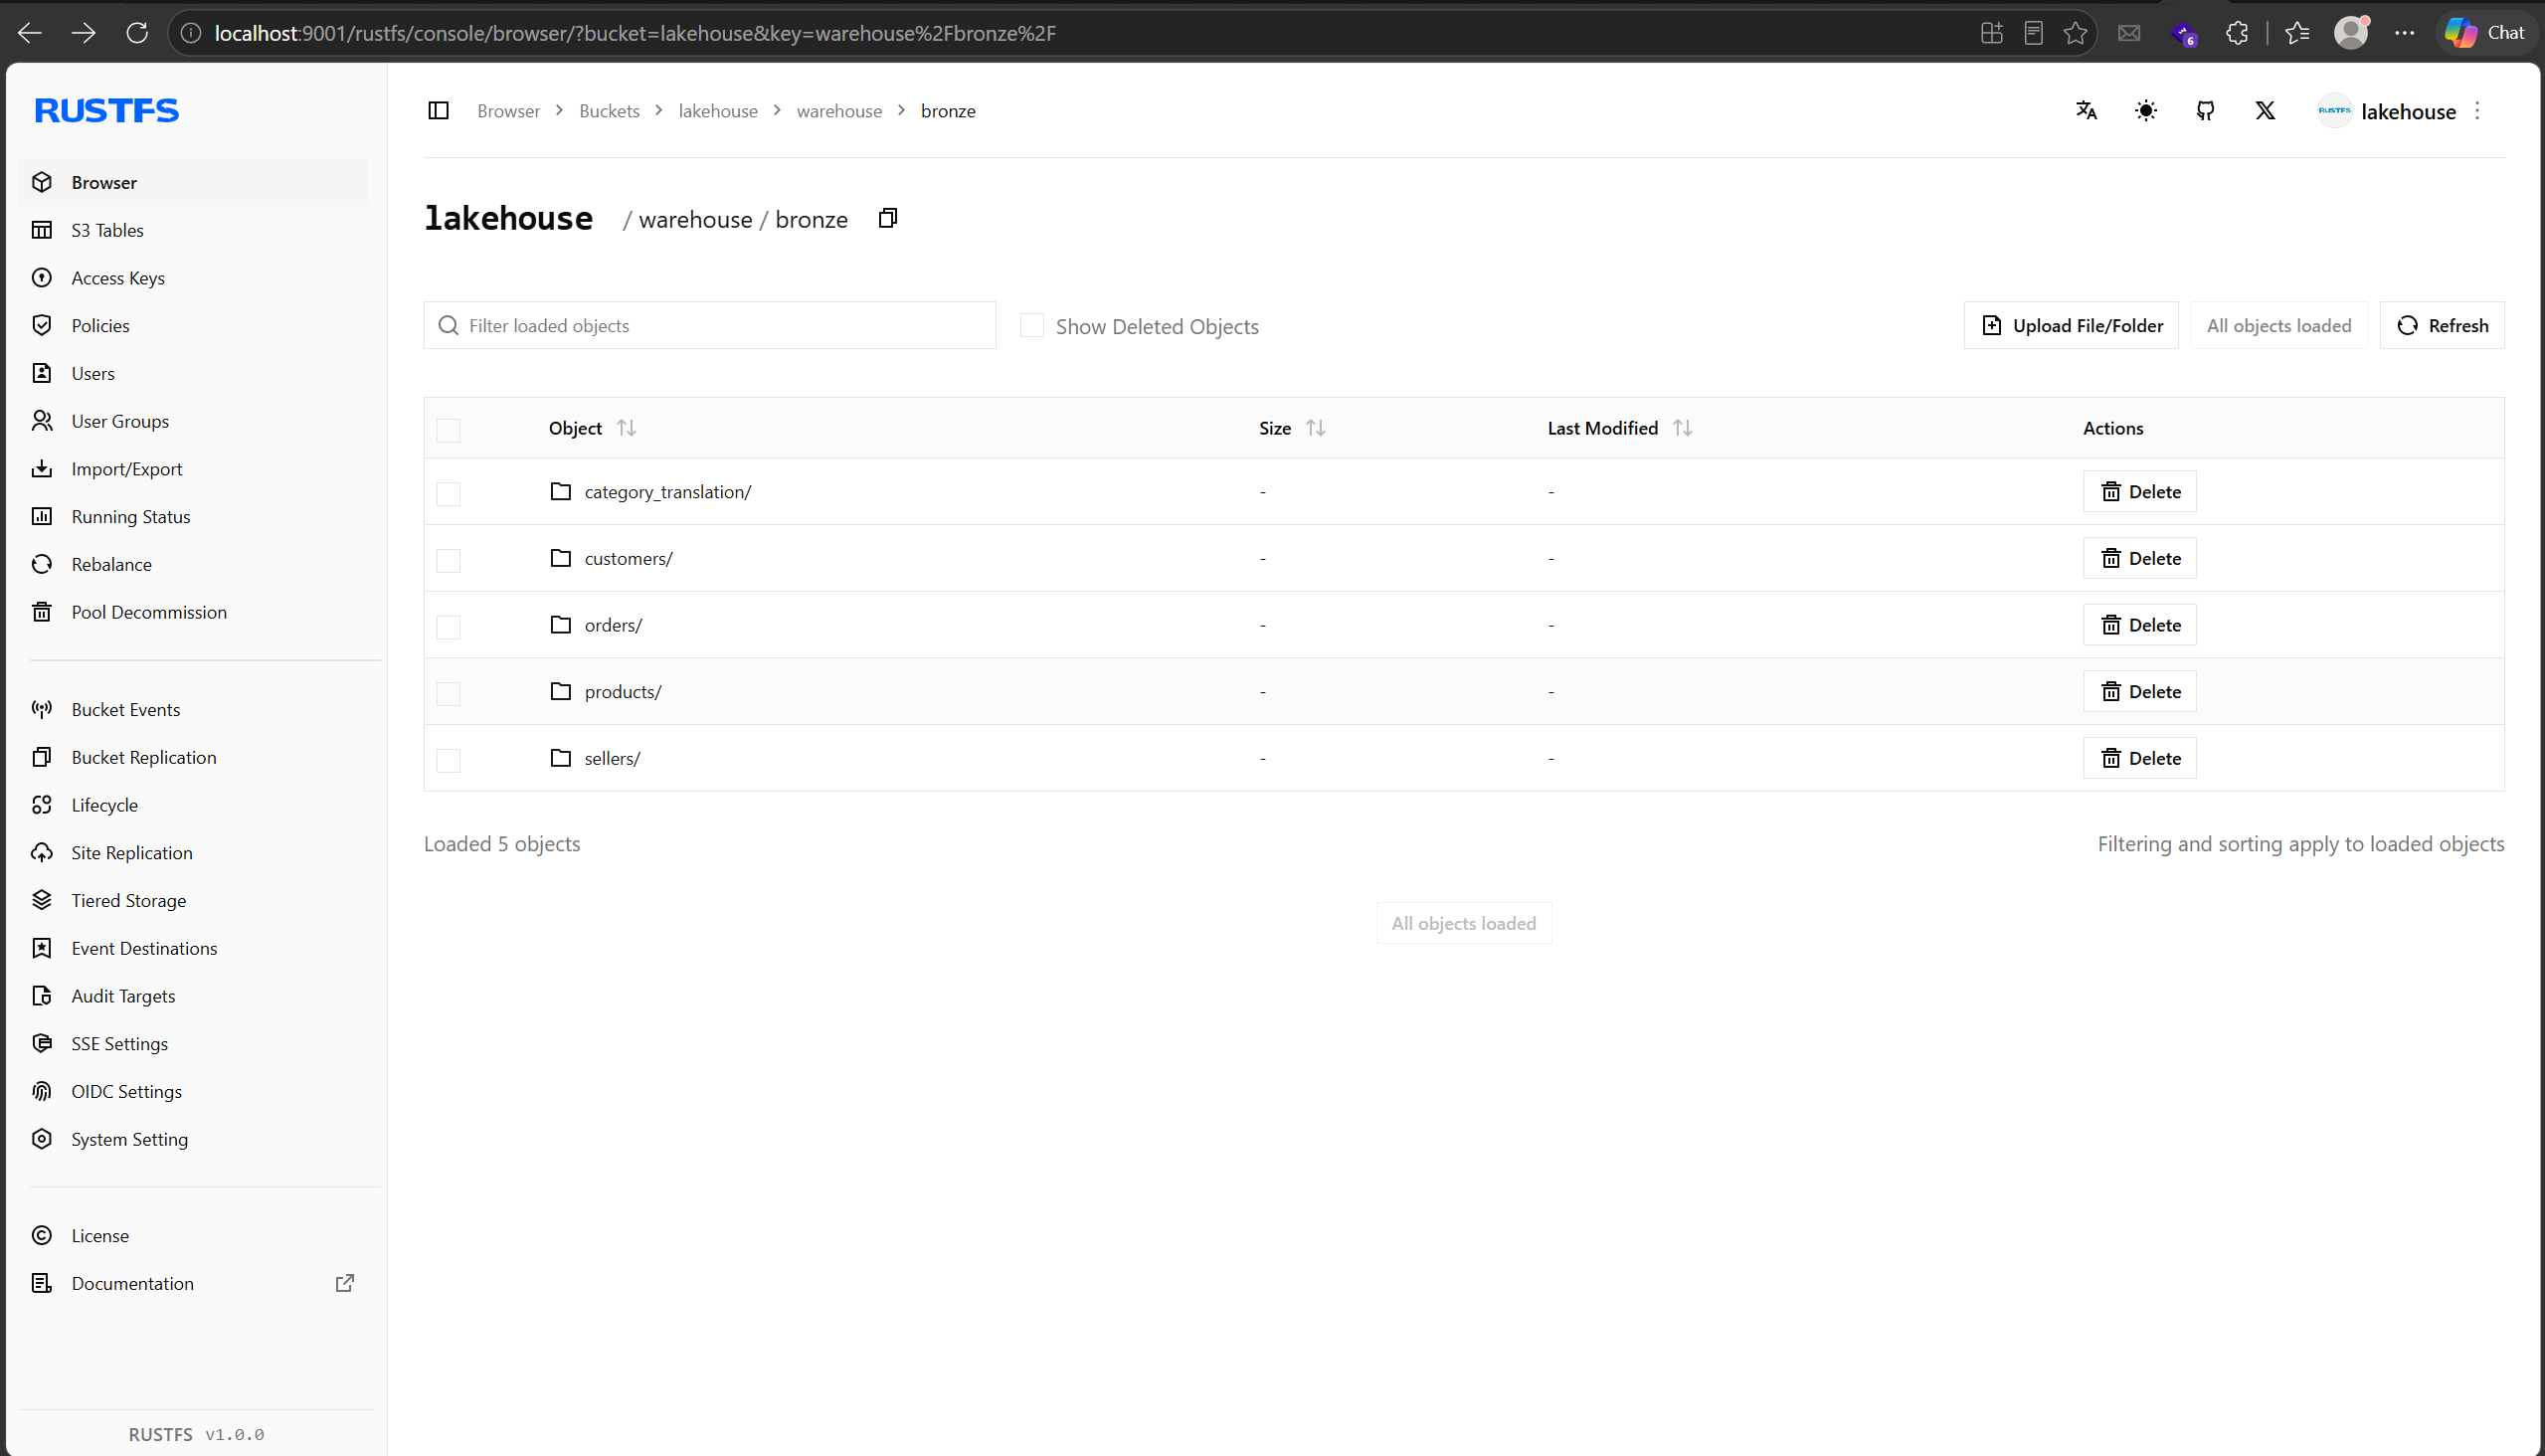 localhost:9001/rustfs/console/browser/?bucket=lakehouse&key=warehouse%2Fbronze%2F
6
Chat
RUSTFS
Browser
S3 Tables
Access Keys
Policies
Users
User Groups
Import/Export
Running Status
Rebalance
Pool Decommission
Bucket Events
Bucket Replication
Lifecycle
Site Replication
Tiered Storage
Event Destinations
Audit Targets
SSE Settings
OIDC Settings
System Setting
License
Documentation
RUSTFS v1.0.0
Browser > Buckets > lakehouse > warehouse > bronze
RUSTFS lakehouse
lakehouse / warehouse / bronze
Filter loaded objects
Show Deleted Objects
Upload File/Folder
All objects loaded
Refresh
Object Size Last Modified Actions
category_translation/ - - Delete
customers/ - - Delete
orders/ - - Delete
products/ - - Delete
sellers/ - - Delete
Loaded 5 objects
Filtering and sorting apply to loaded objects
All objects loaded